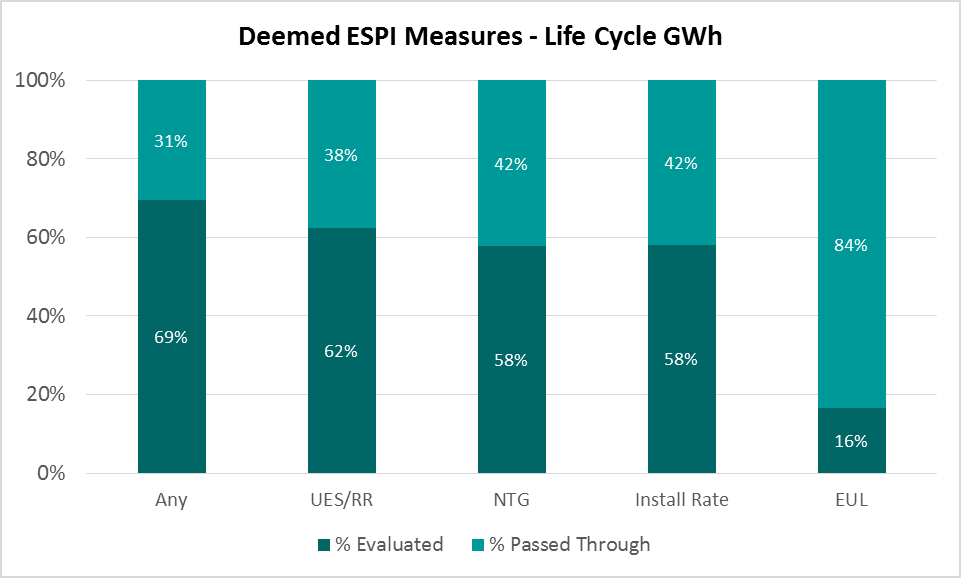 Deemed ESPI Measures - Life Cycle GWh
100%
80%
60%
40%
20%
0%
31%
38%
42%
42%
84%
69%
62%
58%
58%
16%
Any
UES/RR
NTG
Install Rate
EUL
% Evaluated
% Passed Through